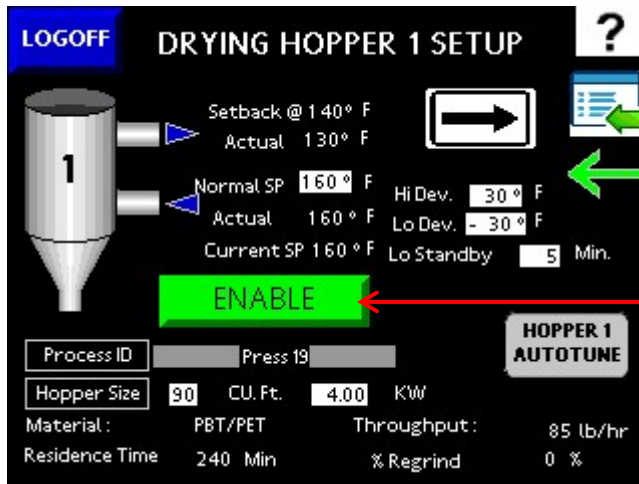 LOGOFF DRYING HOPPER 1 SETUP ?
Setback @ 140° F
Actual 130° F
1
Normal SP 160° F Hi Dev. 30° F
Actual 160° F Lo Dev. - 30° F
Current SP 160° F Lo Standby 5 Min.
ENABLE
HOPPER 1
AUTOTUNE
Process ID Press 19
Hopper Size 90 CU. Ft. 4.00 KW
Material: PBT/PET Throughput: 85 lb/hr
Residence Time 240 Min % Regrind 0 %